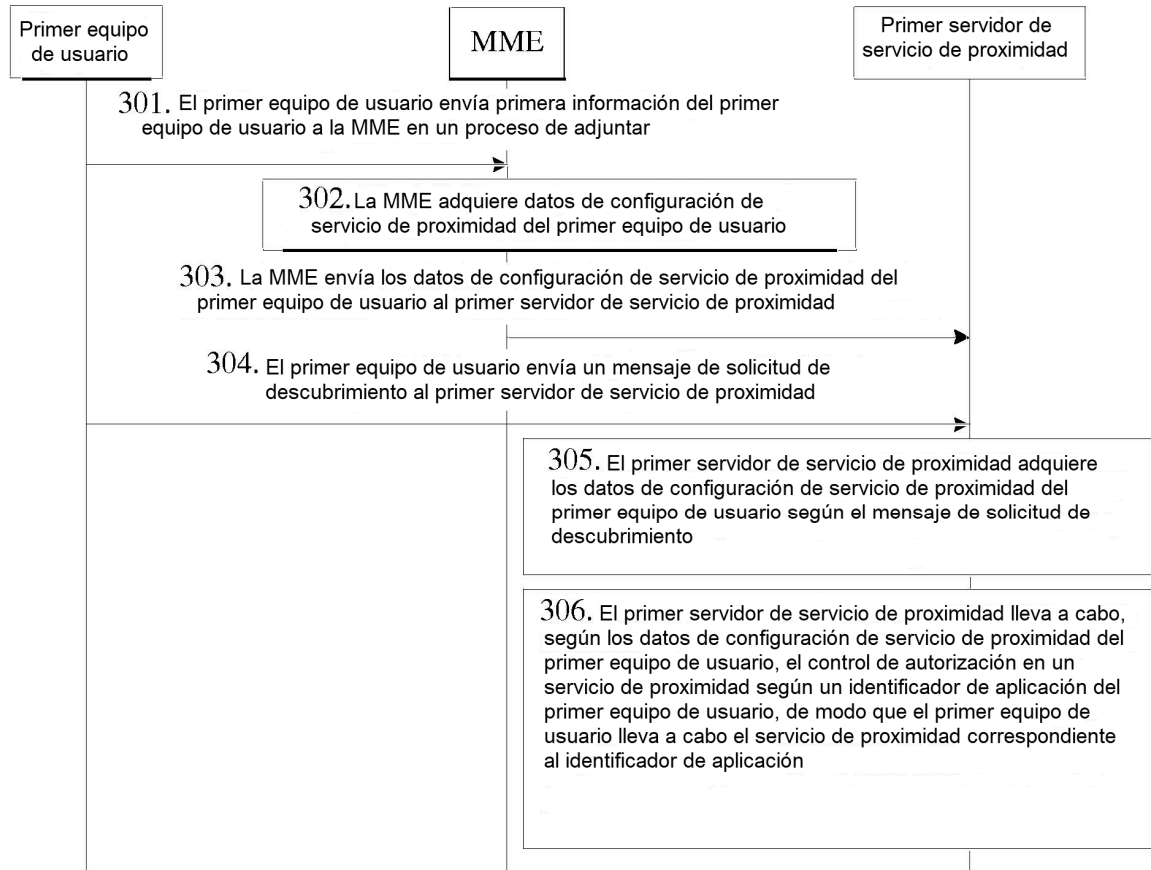 Primer equipo
de usuario
MME
Primer servidor de
servicio de proximidad
301. El primer equipo de usuario envía primera información del primer
equipo de usuario a la MME en un proceso de adjuntar
302. La MME adquiere datos de configuración de
servicio de proximidad del primer equipo de usuario
303. La MME envía los datos de configuración de servicio de proximidad del
primer equipo de usuario al primer servidor de servicio de proximidad
304. El primer equipo de usuario envía un mensaje de solicitud de
descubrimiento al primer servidor de servicio de proximidad
305. El primer servidor de servicio de proximidad adquiere
los datos de configuración de servicio de proximidad del
primer equipo de usuario según el mensaje de solicitud de
descubrimiento
306. El primer servidor de servicio de proximidad lleva a cabo,
según los datos de configuración de servicio de proximidad del
primer equipo de usuario, el control de autorización en un
servicio de proximidad según un identificador de aplicación del
primer equipo de usuario, de modo que el primer equipo de
usuario lleva a cabo el servicio de proximidad correspondiente
al identificador de aplicación